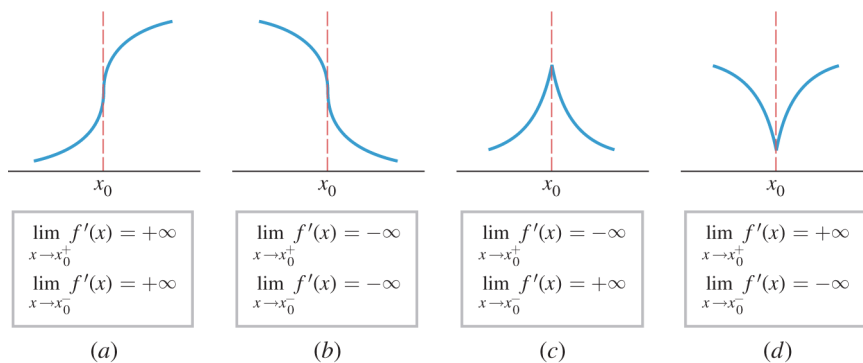 x₀ x₀ x₀ x₀
lim f′(x) = +∞ lim f′(x) = −∞ lim f′(x) = −∞ lim f′(x) = +∞
x→x₀⁺ x→x₀⁺ x→x₀⁺ x→x₀⁺
lim f′(x) = +∞ lim f′(x) = −∞ lim f′(x) = +∞ lim f′(x) = −∞
x→x₀⁻ x→x₀⁻ x→x₀⁻ x→x₀⁻
(a) (b) (c) (d)